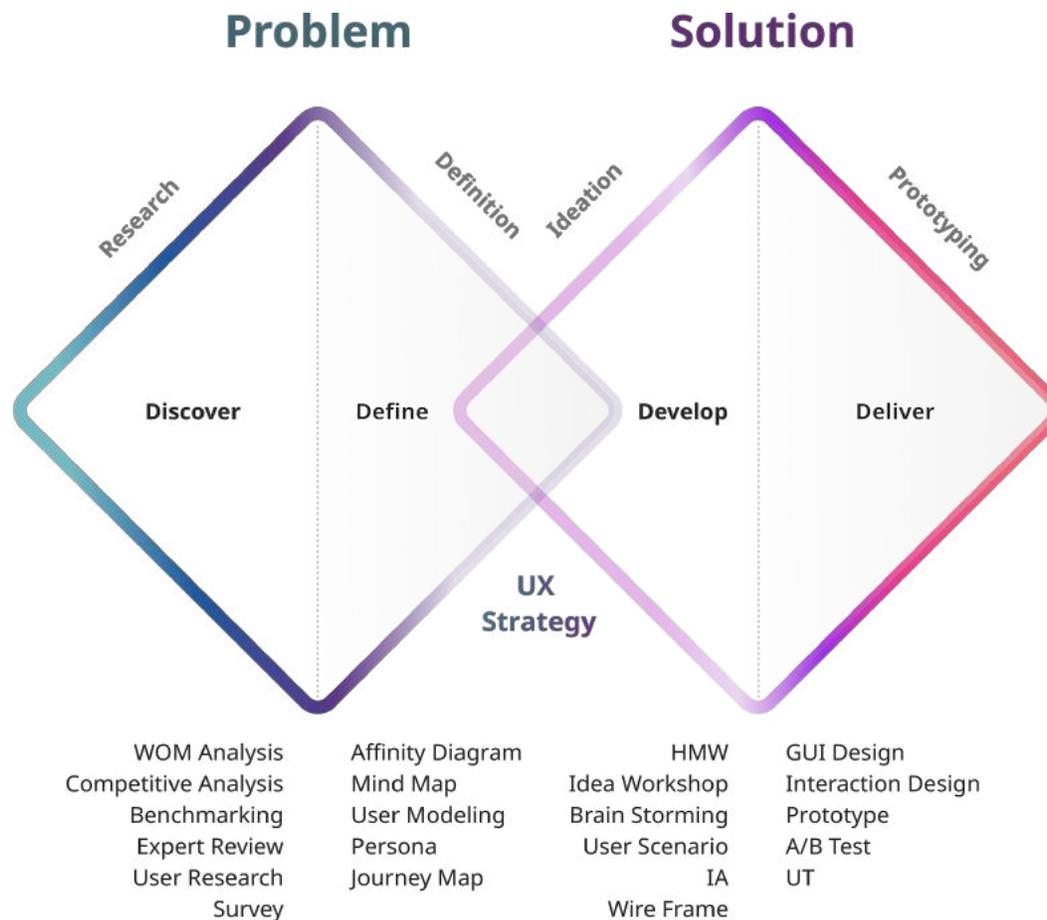 Problem
Solution
Research
Definition
Ideation
Prototyping
Discover
Define
Develop
Deliver
UX
Strategy
WOM Analysis
Competitive Analysis
Benchmarking
Expert Review
User Research
Survey
Affinity Diagram
Mind Map
User Modeling
Persona
Journey Map
HMW
Idea Workshop
Brain Storming
User Scenario
IA
Wire Frame
GUI Design
Interaction Design
Prototype
A/B Test
UT